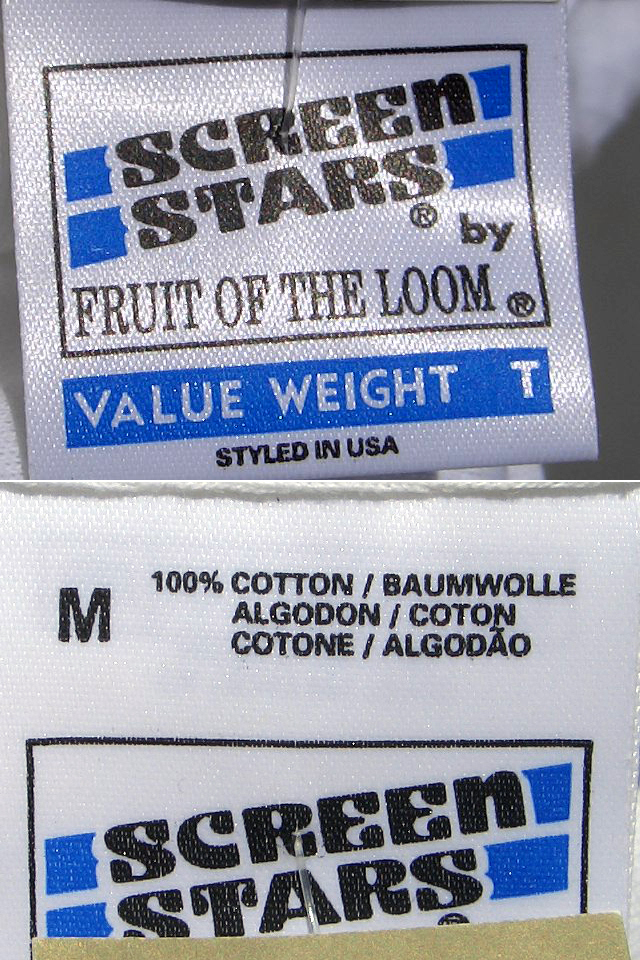 SCREEN
STARS®
by
FRUIT OF THE LOOM®
VALUE WEIGHT T
STYLED IN USA
M
100% COTTON / BAUMWOLLE
ALGODON / COTON
COTONE / ALGODÃO
SCREEN
STARS